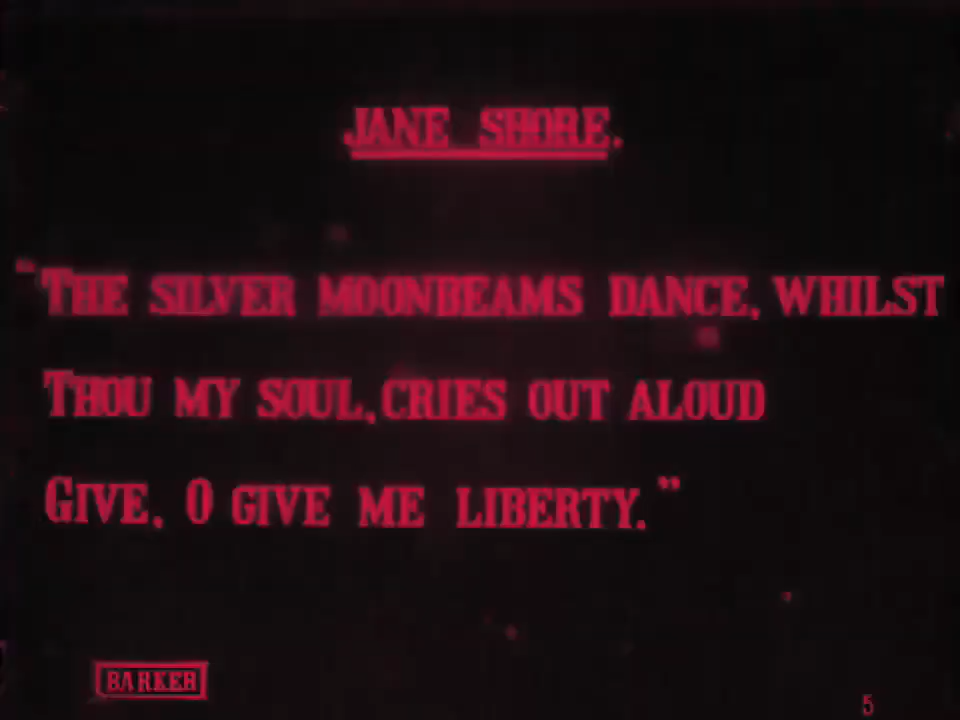 JANE SHORE.
"THE SILVER MOONBEAMS DANCE, WHILST
THOU MY SOUL, CRIES OUT ALOUD
GIVE, O GIVE ME LIBERTY."
BARKER
5